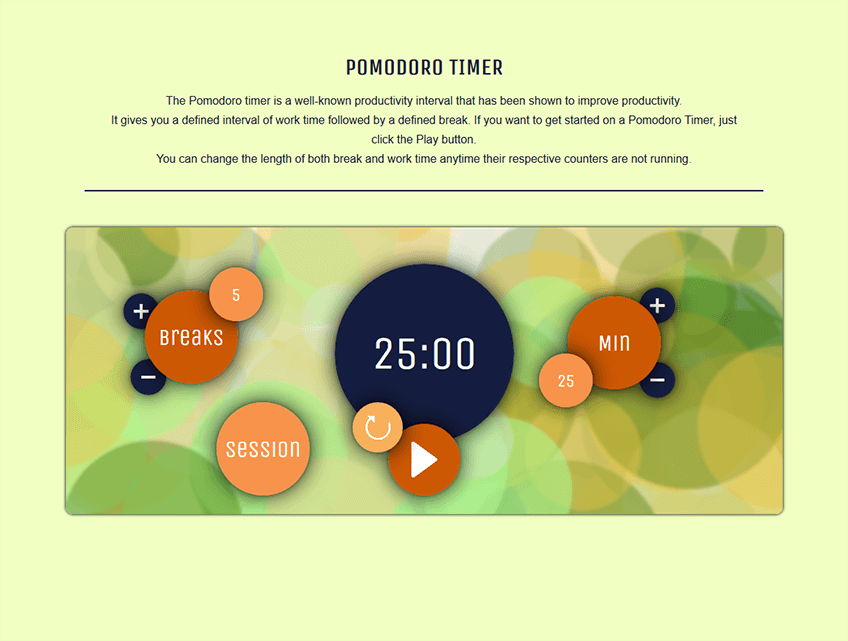 POMODORO TIMER
The Pomodoro timer is a well-known productivity interval that has been shown to improve productivity.
It gives you a defined interval of work time followed by a defined break. If you want to get started on a Pomodoro Timer, just
click the Play button.
You can change the length of both break and work time anytime their respective counters are not running.
5
+
Breaks
−
25:00
+
Min
25
−
session